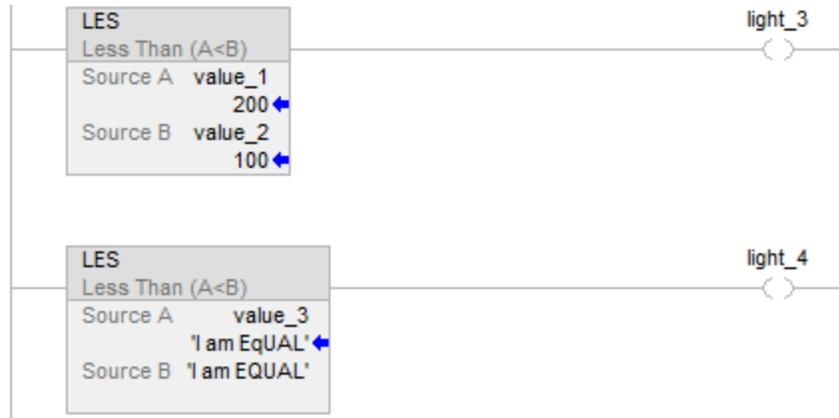 LES
Less Than (A<B)
Source A value_1
200
Source B value_2
100
light_3
LES
Less Than (A<B)
Source A value_3
'I am EqUAL'
Source B 'I am EQUAL'
light_4